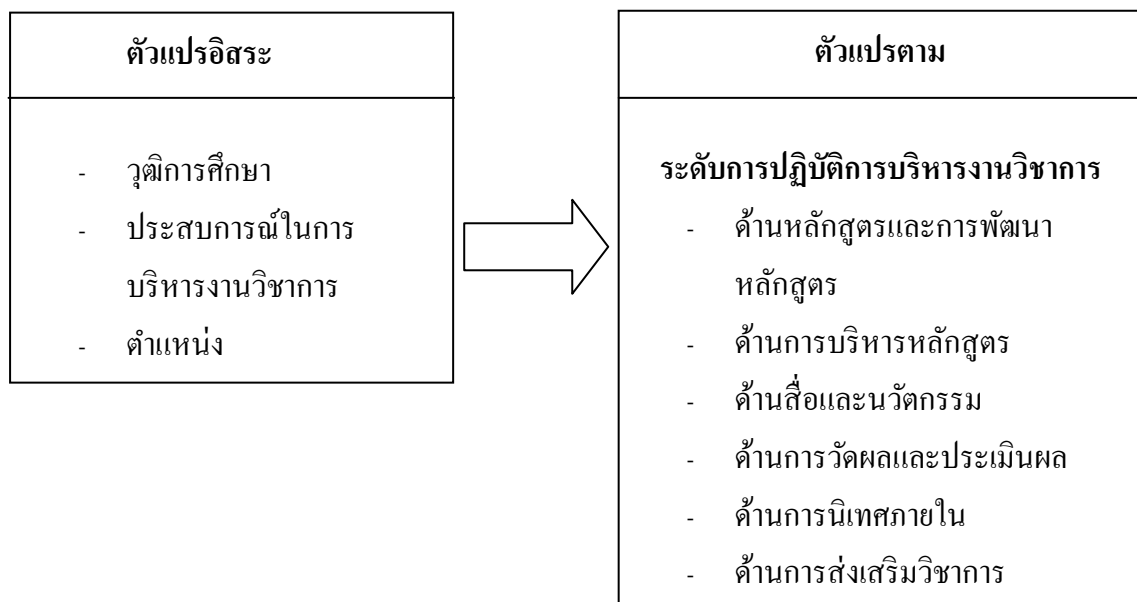 ตัวแปรอิสระ
- วุฒิการศึกษา
- ประสบการณ์ในการ
บริหารงานวิชาการ
- ตำแหน่ง
ตัวแปรตาม
ระดับการปฏิบัติการบริหารงานวิชาการ
- ด้านหลักสูตรและการพัฒนา
หลักสูตร
- ด้านการบริหารหลักสูตร
- ด้านสื่อและนวัตกรรม
- ด้านการวัดผลและประเมินผล
- ด้านการนิเทศภายใน
- ด้านการส่งเสริมวิชาการ